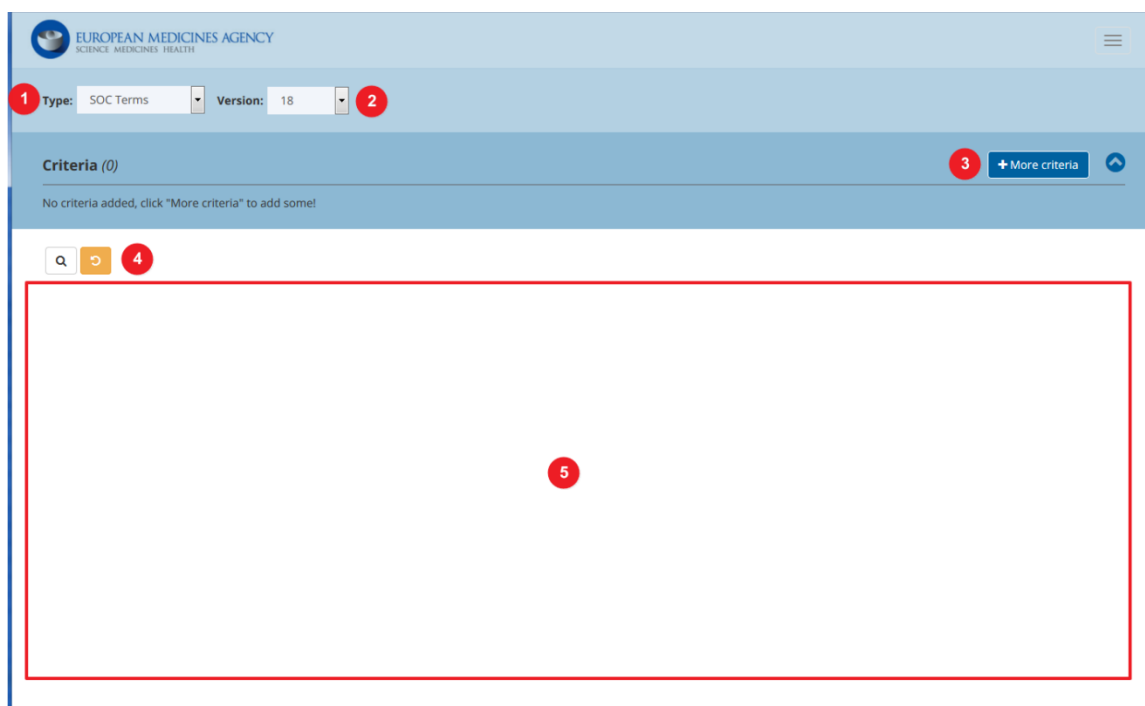 EUROPEAN MEDICINES AGENCY
SCIENCE MEDICINES HEALTH
1 Type: SOC Terms Version: 18 2
Criteria (0) 3 + More criteria
No criteria added, click "More criteria" to add some!
4
5